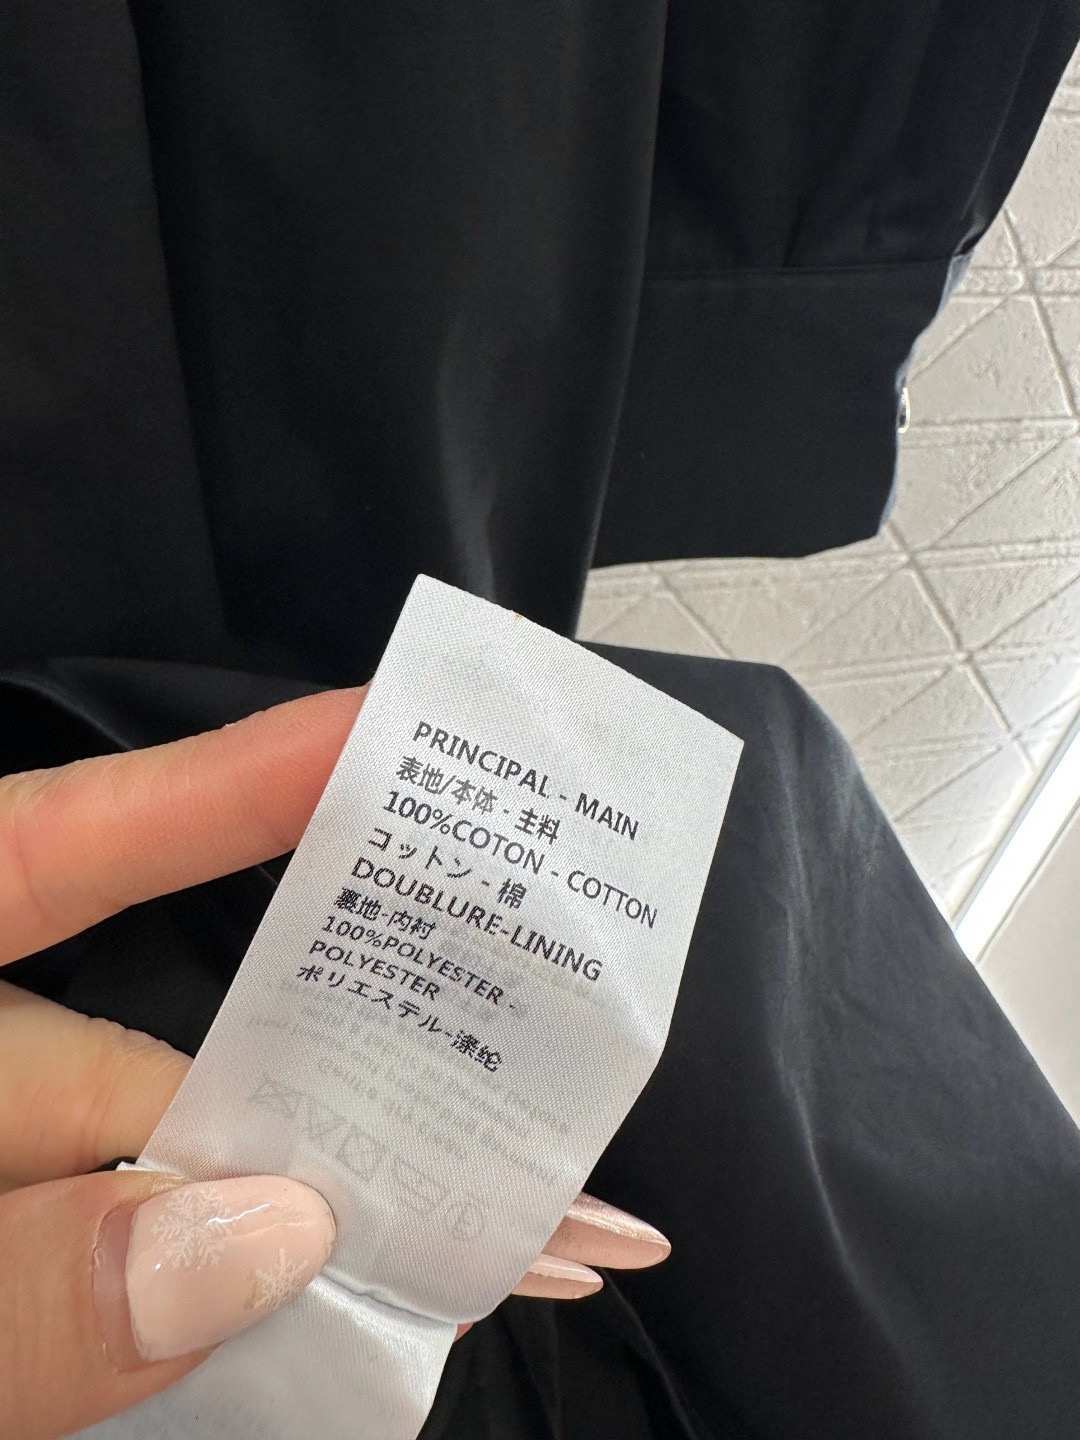 PRINCIPAL - MAIN
表地/本体 - 主料
100%COTON - COTTON
コットン - 棉
DOUBLURE-LINING
裏地-内衬
100%POLYESTER -
POLYESTER
ポリエステル-涤纶